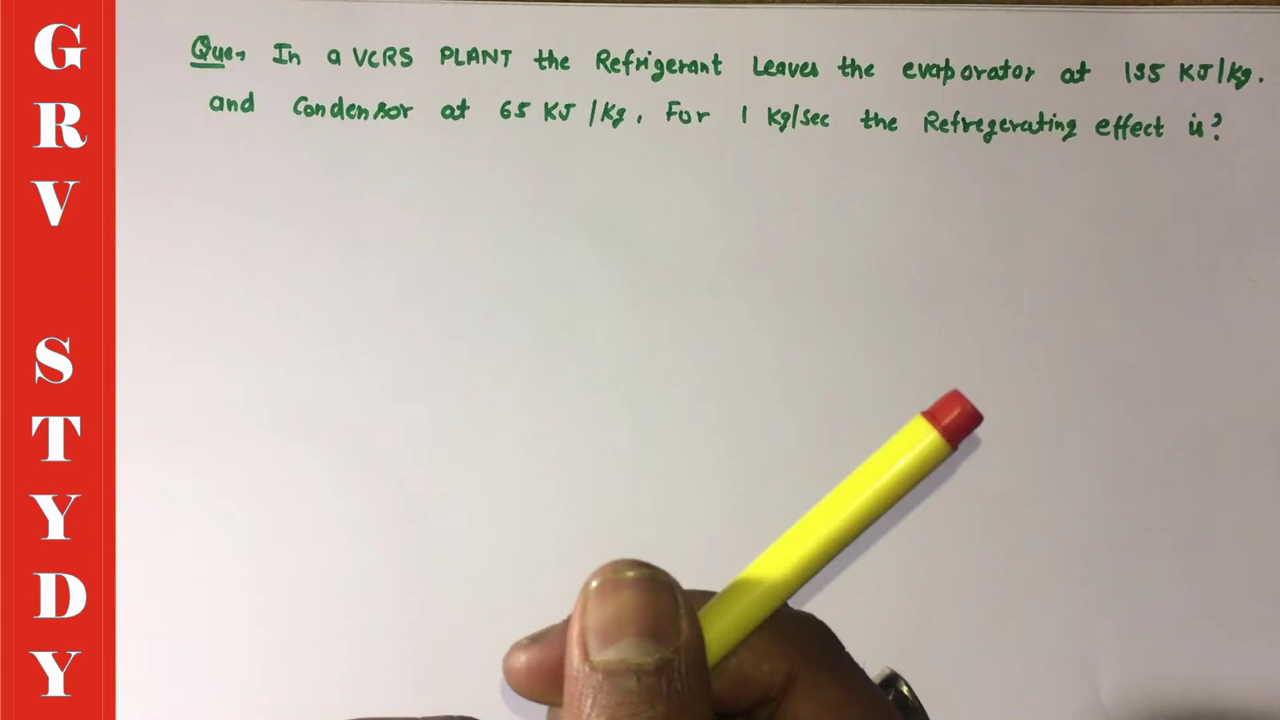 GRV STYDY
Que, In a VCRS PLANT the Refrigerant Leaves the evaporator at 135 KJ/kg.
and Condensor at 65 KJ/Kg. For 1 Kg/sec the Refregerating effect is?